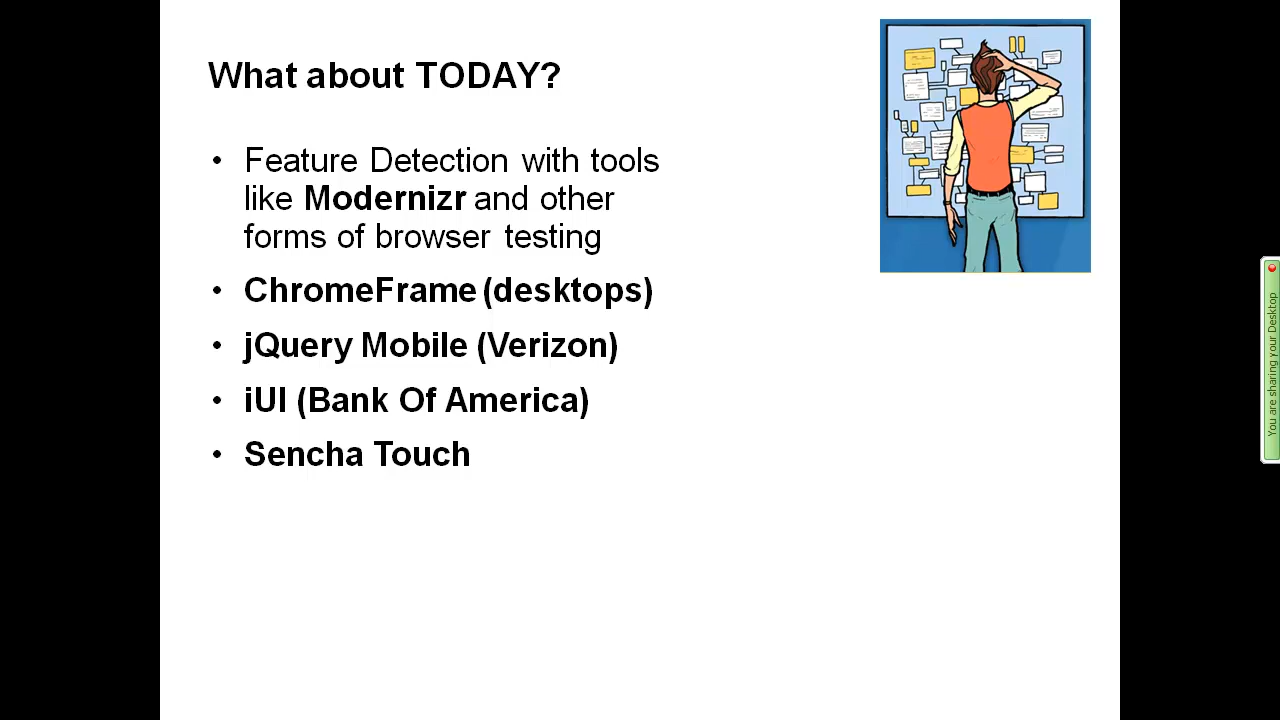 What about TODAY?
• Feature Detection with tools
like Modernizr and other
forms of browser testing
• ChromeFrame (desktops)
• jQuery Mobile (Verizon)
• iUI (Bank Of America)
• Sencha Touch
You are sharing your Desktop